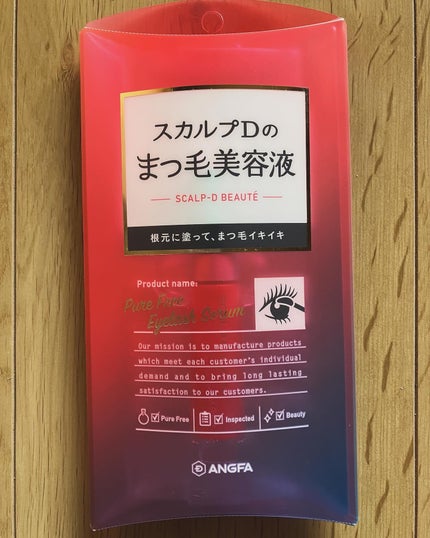 スカルプDの
まつ毛美容液
SCALP-D BEAUTÉ
根元に塗って、まつ毛イキイキ
Product name:
Pure Free
Eyelash Serum
Our mission is to manufacture products
which meet each customer's individual
demand and to bring long lasting
satisfaction to our customers.
Pure Free Inspected Beauty
ANGFA